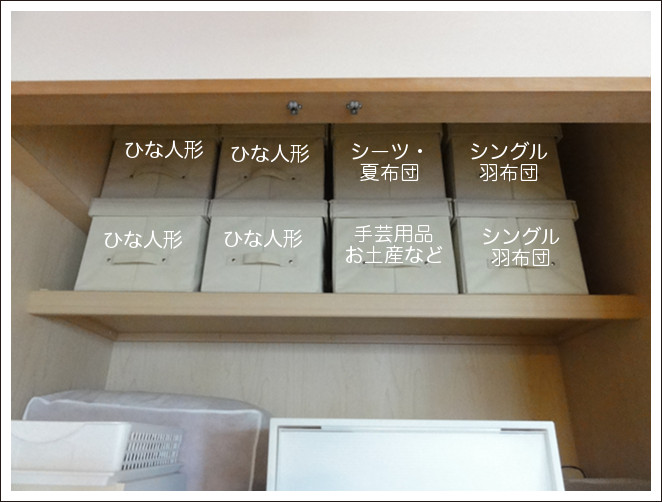 ひな人形
ひな人形
シーツ・
夏布団
シングル
羽布団
ひな人形
ひな人形
手芸用品
お土産など
シングル
羽布団